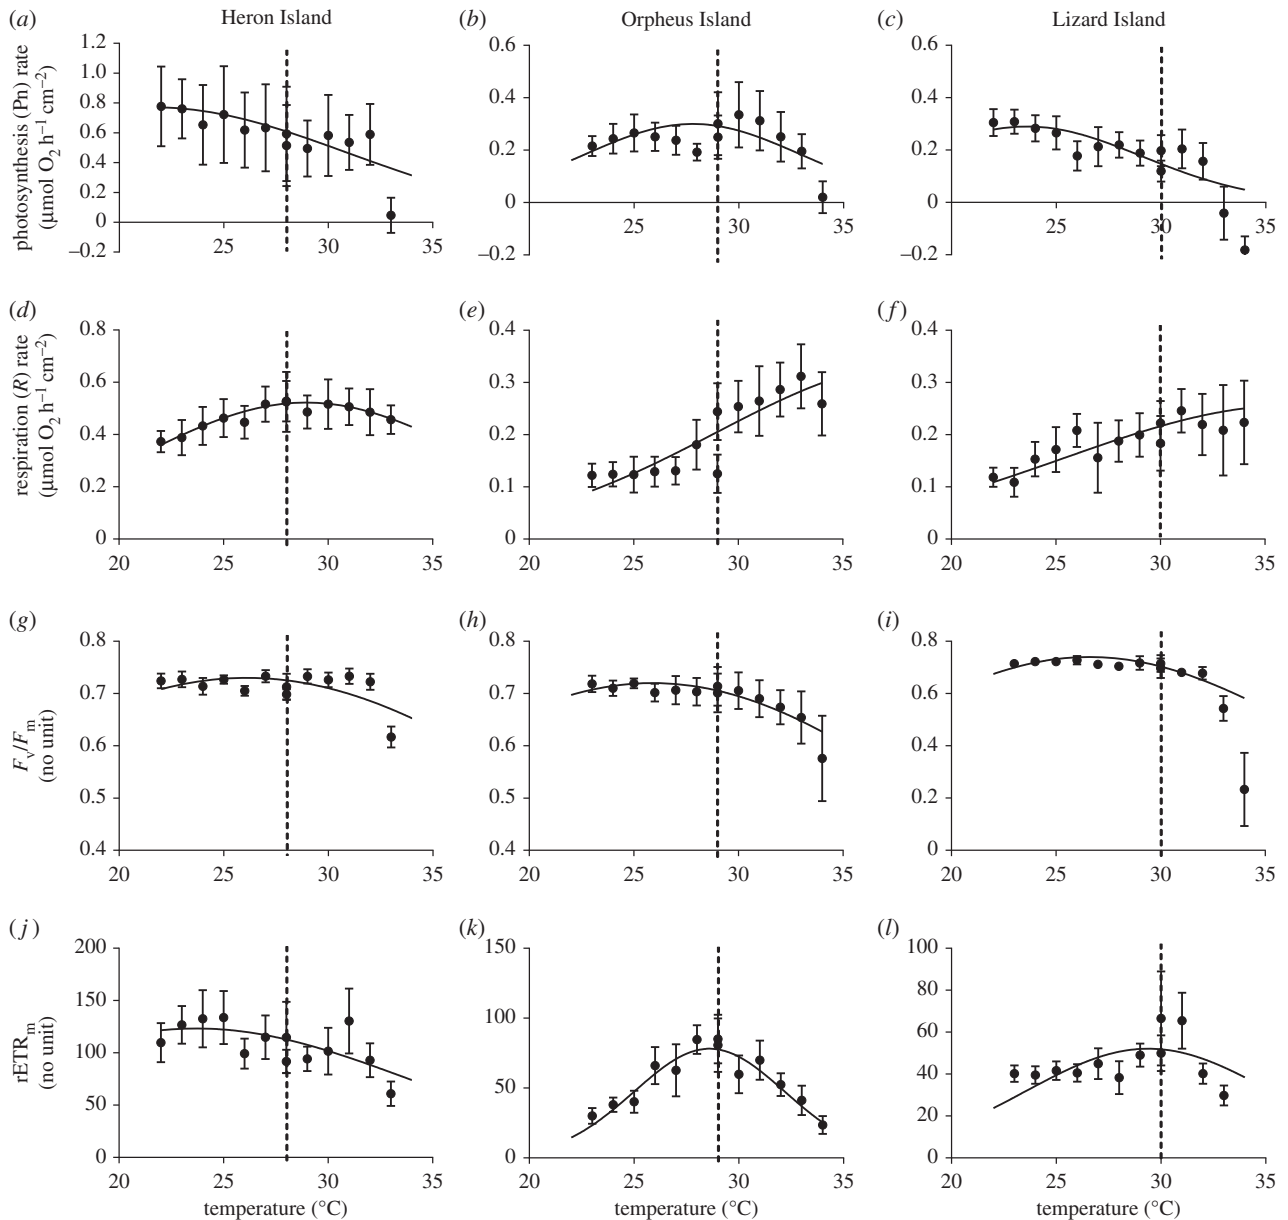 (a) Heron Island (b) Orpheus Island (c) Lizard Island
photosynthesis (Pn) rate
(µmol O2 h–1 cm–2)
1.2
1.0
0.8
0.6
0.4
0.2
0
–0.2
25 30 35
0.6
0.4
0.2
0
–0.2
25 30 35
0.6
0.4
0.2
0
–0.2
25 30 35
(d) (e) (f)
respiration (R) rate
(µmol O2 h–1 cm–2)
0.8
0.6
0.4
0.2
0
20 25 30 35
0.4
0.3
0.2
0.1
0
20 25 30 35
0.4
0.3
0.2
0.1
0
20 25 30 35
(g) (h) (i)
Fv/Fm
(no unit)
0.8
0.7
0.6
0.5
0.4
20 25 30 35
0.8
0.7
0.6
0.5
0.4
20 25 30 35
0.8
0.6
0.4
0.2
0
20 25 30 35
(j) (k) (l)
rETRm
(no unit)
200
150
100
50
0
20 25 30 35
temperature (°C)
150
100
50
0
20 25 30 35
temperature (°C)
100
80
60
40
20
0
20 25 30 35
temperature (°C)